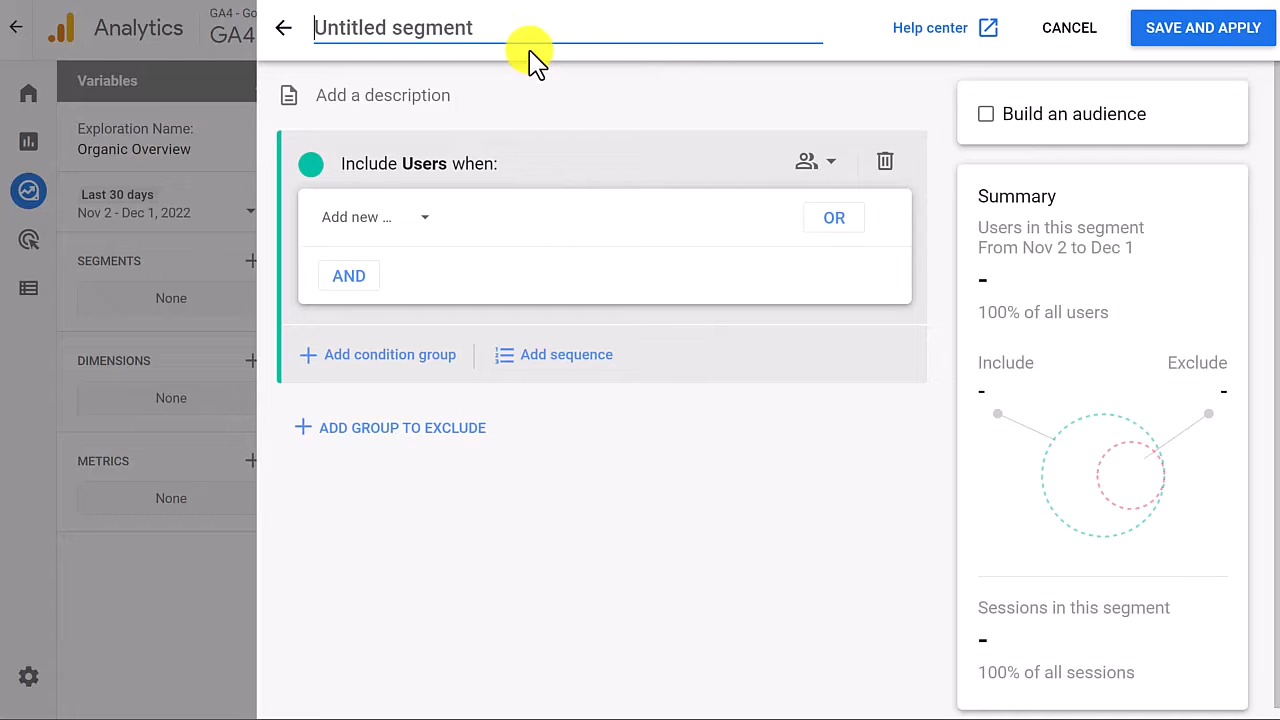 Analytics
GA4 - Go
GA4
Untitled segment
Help center
CANCEL
SAVE AND APPLY
Variables
Exploration Name:
Organic Overview
Last 30 days
Nov 2 - Dec 1, 2022
SEGMENTS
None
DIMENSIONS
None
METRICS
None
Add a description
Include Users when:
Add new ...
OR
AND
Add condition group
Add sequence
ADD GROUP TO EXCLUDE
Build an audience
Summary
Users in this segment
From Nov 2 to Dec 1
-
100% of all users
Include
Exclude
-
-
Sessions in this segment
-
100% of all sessions